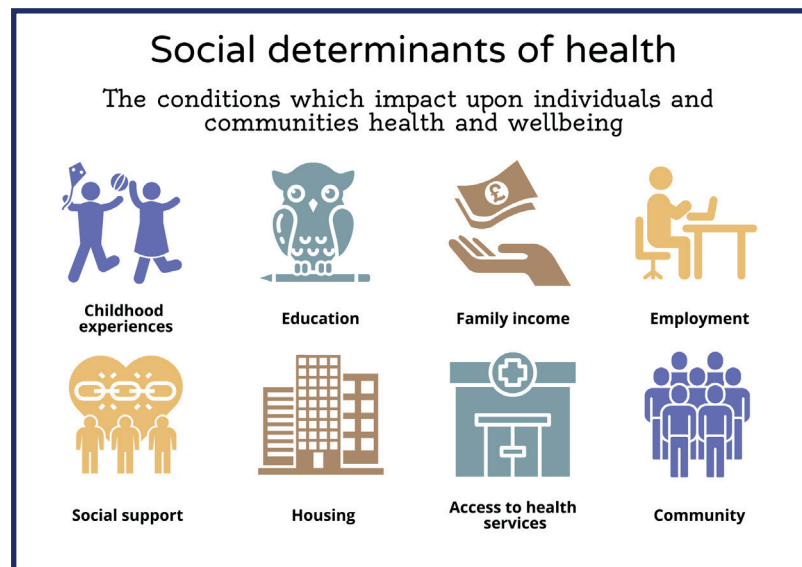 Social determinants of health
The conditions which impact upon individuals and
communities health and wellbeing
£
Childhood
experiences
Education
Family income
Employment
Social support
Housing
Access to health
services
Community